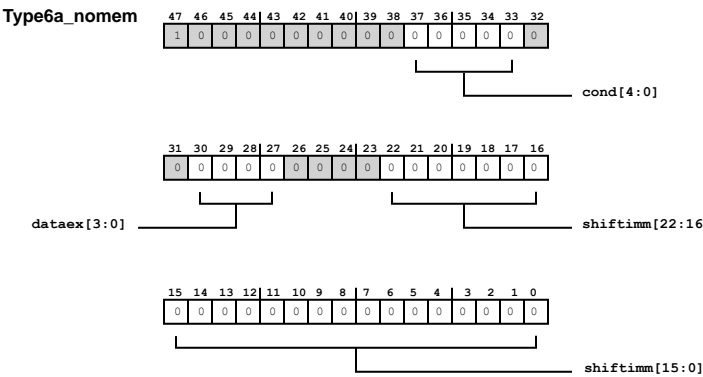 Type6a_nomem
47 46 45 44 43 42 41 40 39 38 37 36 35 34 33 32
1 0 0 0 0 0 0 0 0 0 0 0 0 0 0 0
cond[4:0]
31 30 29 28 27 26 25 24 23 22 21 20 19 18 17 16
0 0 0 0 0 0 0 0 0 0 0 0 0 0 0 0
dataex[3:0]
shiftimm[22:16
15 14 13 12 11 10 9 8 7 6 5 4 3 2 1 0
0 0 0 0 0 0 0 0 0 0 0 0 0 0 0 0
shiftimm[15:0]